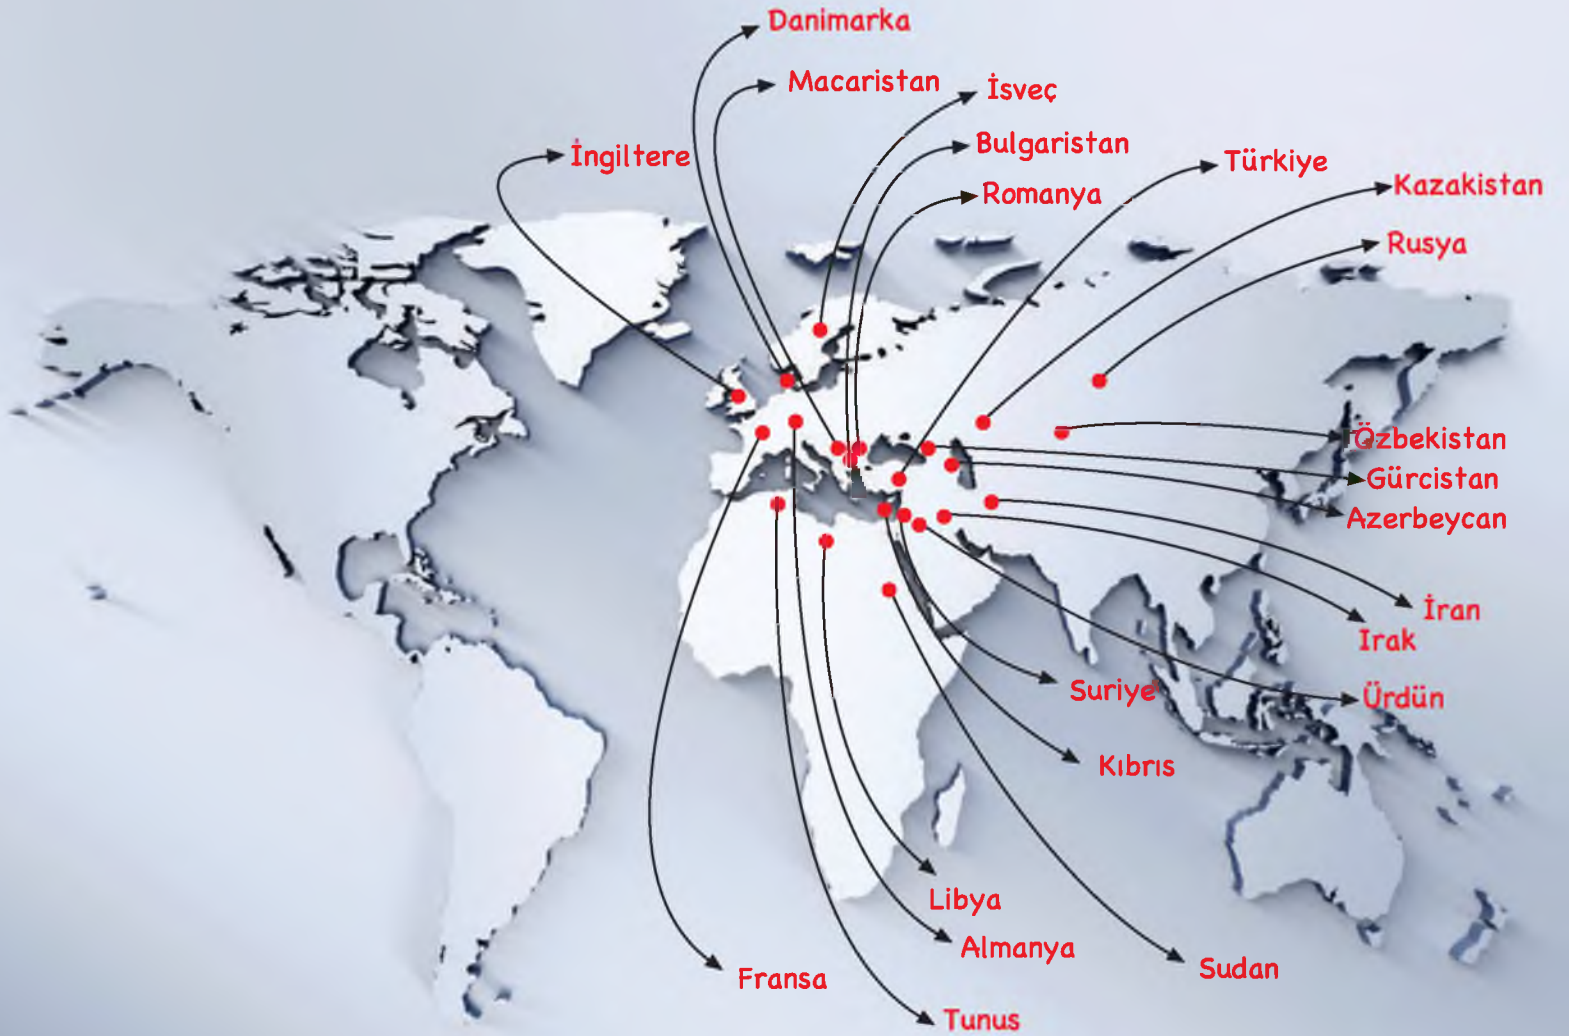 Danimarka
Macaristan
İsveç
Bulgaristan
İngiltere
Türkiye
Romanya
Kazakistan
Rusya
Özbekistan
Gürcistan
Azerbeycan
İran
Irak
Suriye
Ürdün
Kıbrıs
Libya
Almanya
Sudan
Fransa
Tunus